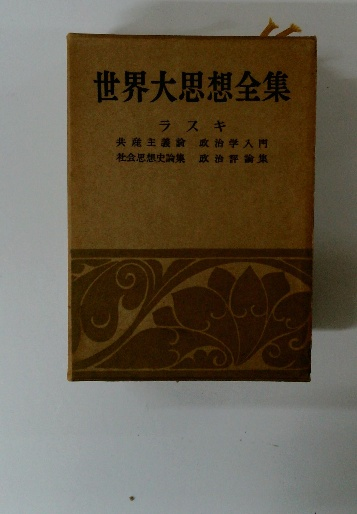 世界大思想全集
ラスキ
共産主義論 政治学入門
社会思想史論集 政治評論集